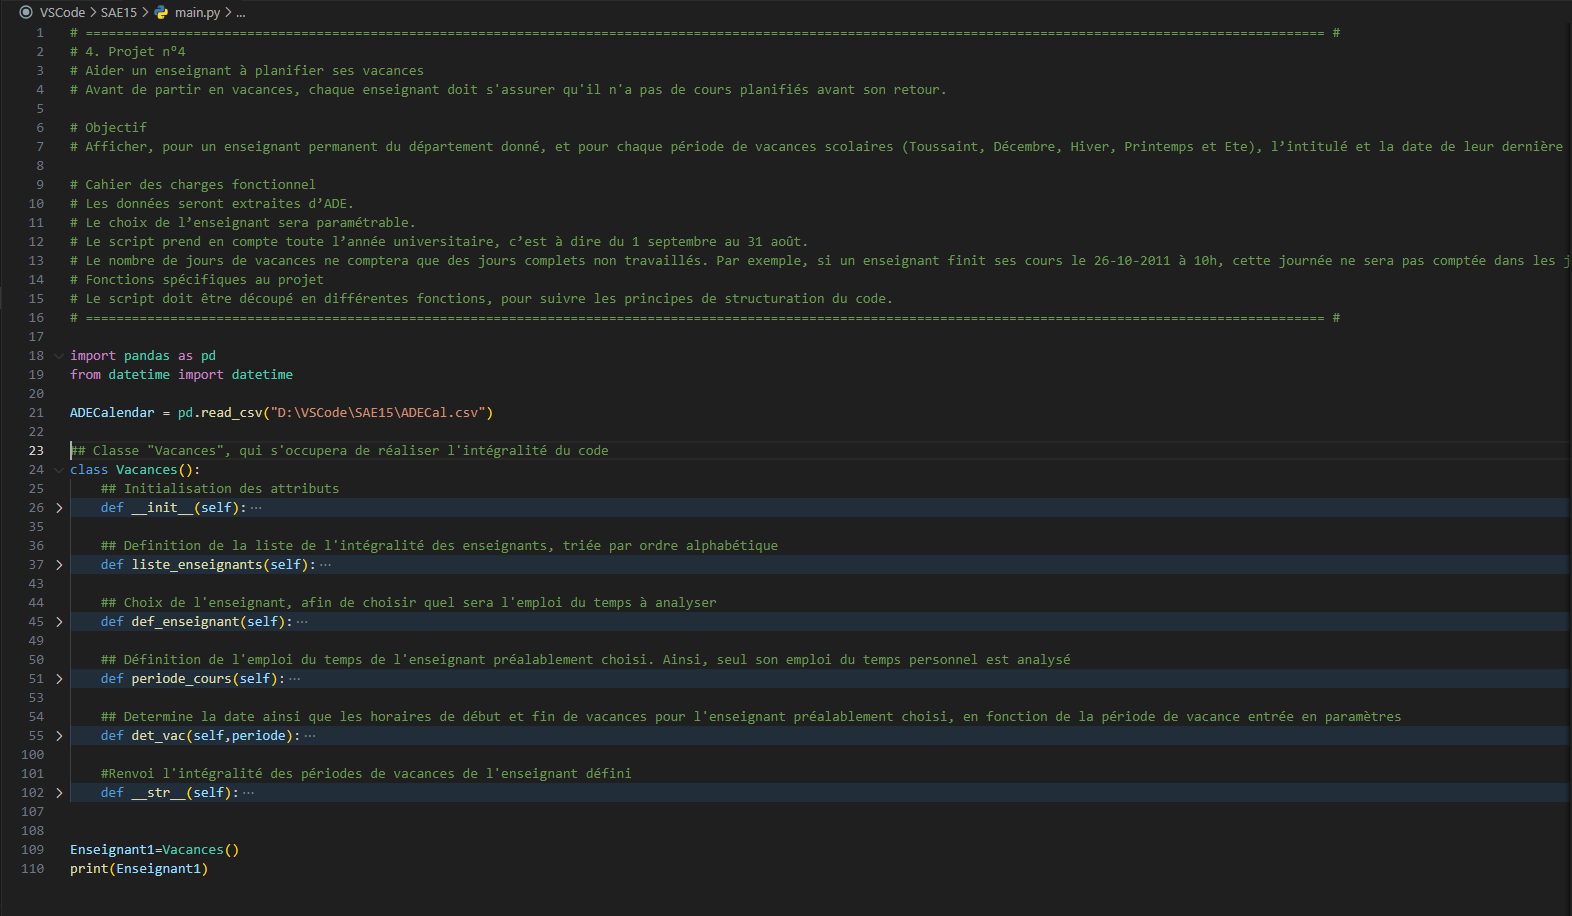 VSCode > SAE15 > main.py > ...
1 # ================================================================================================================================================================= #
2 # 4. Projet n°4
3 # Aider un enseignant à planifier ses vacances
4 # Avant de partir en vacances, chaque enseignant doit s'assurer qu'il n'a pas de cours planifiés avant son retour.
5
6 # Objectif
7 # Afficher, pour un enseignant permanent du département donné, et pour chaque période de vacances scolaires (Toussaint, Décembre, Hiver, Printemps et Ete), l’intitulé et la date de leur dernière
8
9 # Cahier des charges fonctionnel
10 # Les données seront extraites d’ADE.
11 # Le choix de l’enseignant sera paramétrable.
12 # Le script prend en compte toute l’année universitaire, c’est à dire du 1 septembre au 31 août.
13 # Le nombre de jours de vacances ne comptera que des jours complets non travaillés. Par exemple, si un enseignant finit ses cours le 26-10-2011 à 10h, cette journée ne sera pas comptée dans les j
14 # Fonctions spécifiques au projet
15 # Le script doit être découpé en différentes fonctions, pour suivre les principes de structuration du code.
16 # ================================================================================================================================================================= #
17
18 import pandas as pd
19 from datetime import datetime
20
21 ADECalendar = pd.read_csv("D:\VSCode\SAE15\ADECal.csv")
22
23 ## Classe "Vacances", qui s'occupera de réaliser l'intégralité du code
24 class Vacances():
25 ## Initialisation des attributs
26 def __init__(self): ···
35
36 ## Definition de la liste de l'intégralité des enseignants, triée par ordre alphabétique
37 def liste_enseignants(self): ···
43
44 ## Choix de l'enseignant, afin de choisir quel sera l'emploi du temps à analyser
45 def def_enseignant(self): ···
49
50 ## Définition de l'emploi du temps de l'enseignant préalablement choisi. Ainsi, seul son emploi du temps personnel est analysé
51 def periode_cours(self): ···
53
54 ## Determine la date ainsi que les horaires de début et fin de vacances pour l'enseignant préalablement choisi, en fonction de la période de vacance entrée en paramètres
55 def det_vac(self,periode): ···
100
101 #Renvoi l'intégralité des périodes de vacances de l'enseignant défini
102 def __str__(self): ···
107
108
109 Enseignant1=Vacances()
110 print(Enseignant1)